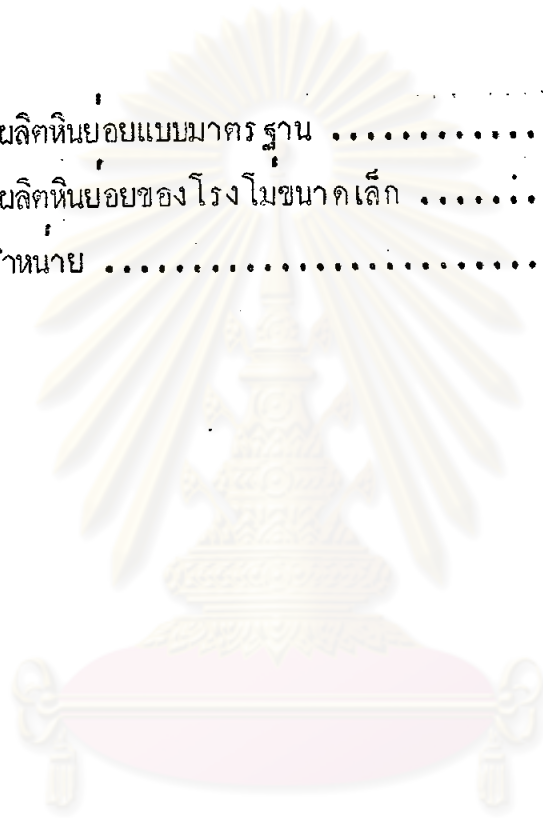 ผลิตหินย่อยแบบมาตรฐาน ............
ผลิตหินย่อยของโรงโม่ขนาดเล็ก ........
จำหน่าย .........................